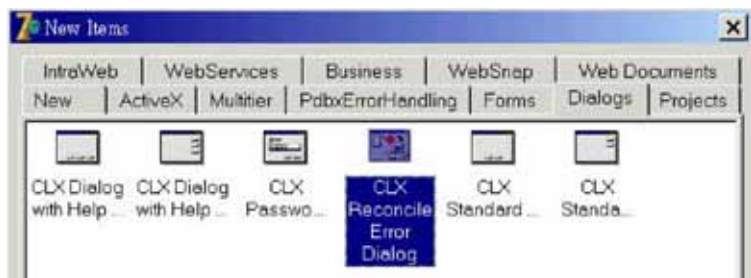 New Items
IntraWeb WebServices Business WebSnap Web Documents
New ActiveX Multitier PdbxErrorHandling Forms Dialogs Projects
CLX Dialog with Help ...
CLX Dialog with Help ...
CLX Passwo...
CLX Reconcile Error Dialog
CLX Standard ...
CLX Standa...